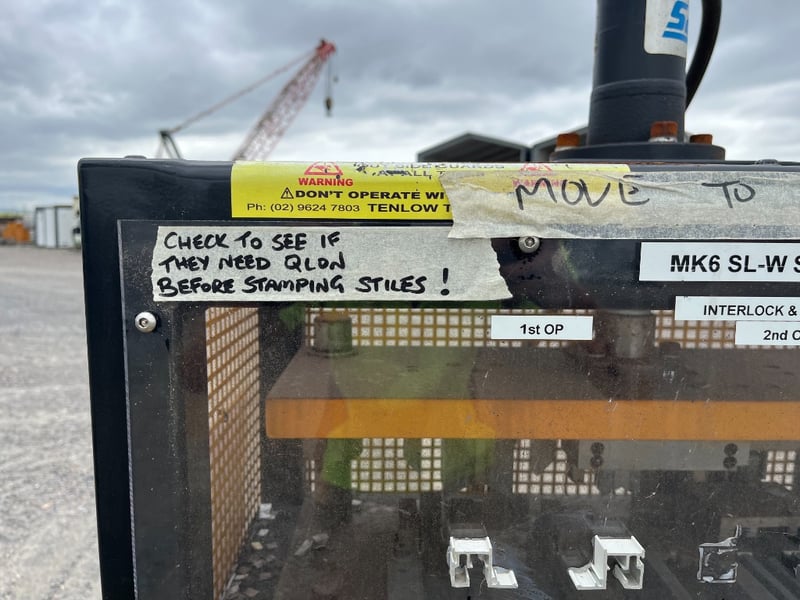 WARNING
DON'T OPERATE WI
Ph: (02) 9624 7803 TENLOW T
MOVE TO
CHECK TO SEE IF
THEY NEED QLDN
BEFORE STAMPING STILES !
MK6 SL-W S
INTERLOCK &
1st OP
2nd O